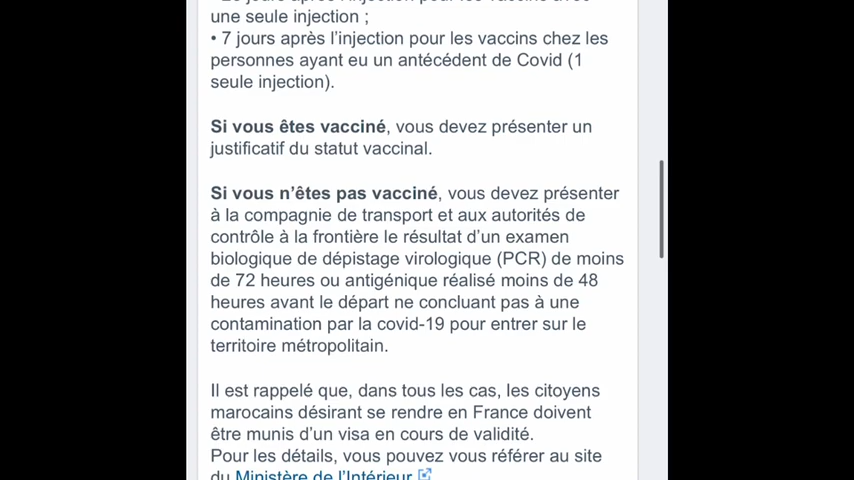 une seule injection ;
• 7 jours après l'injection pour les vaccins chez les
personnes ayant eu un antécédent de Covid (1
seule injection).
Si vous êtes vacciné, vous devez présenter un
justificatif du statut vaccinal.
Si vous n'êtes pas vacciné, vous devez présenter
à la compagnie de transport et aux autorités de
contrôle à la frontière le résultat d'un examen
biologique de dépistage virologique (PCR) de moins
de 72 heures ou antigénique réalisé moins de 48
heures avant le départ ne concluant pas à une
contamination par la covid-19 pour entrer sur le
territoire métropolitain.
Il est rappelé que, dans tous les cas, les citoyens
marocains désirant se rendre en France doivent
être munis d'un visa en cours de validité.
Pour les détails, vous pouvez vous référer au site
du Ministère de l'Intérieur